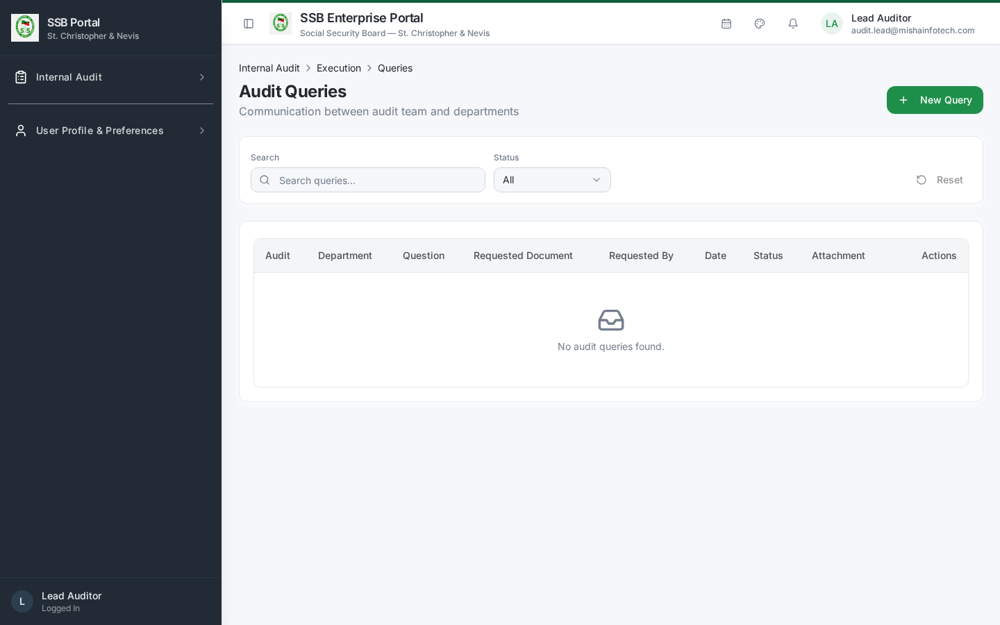 SSB Portal
St. Christopher & Nevis
Internal Audit
User Profile & Preferences
L
Lead Auditor
Logged In
SSB Enterprise Portal
Social Security Board — St. Christopher & Nevis
LA
Lead Auditor
audit.lead@mishainfotech.com
Internal Audit > Execution > Queries
Audit Queries
Communication between audit team and departments
New Query
Search
Status
Search queries...
All
Reset
Audit Department Question Requested Document Requested By Date Status Attachment Actions
No audit queries found.